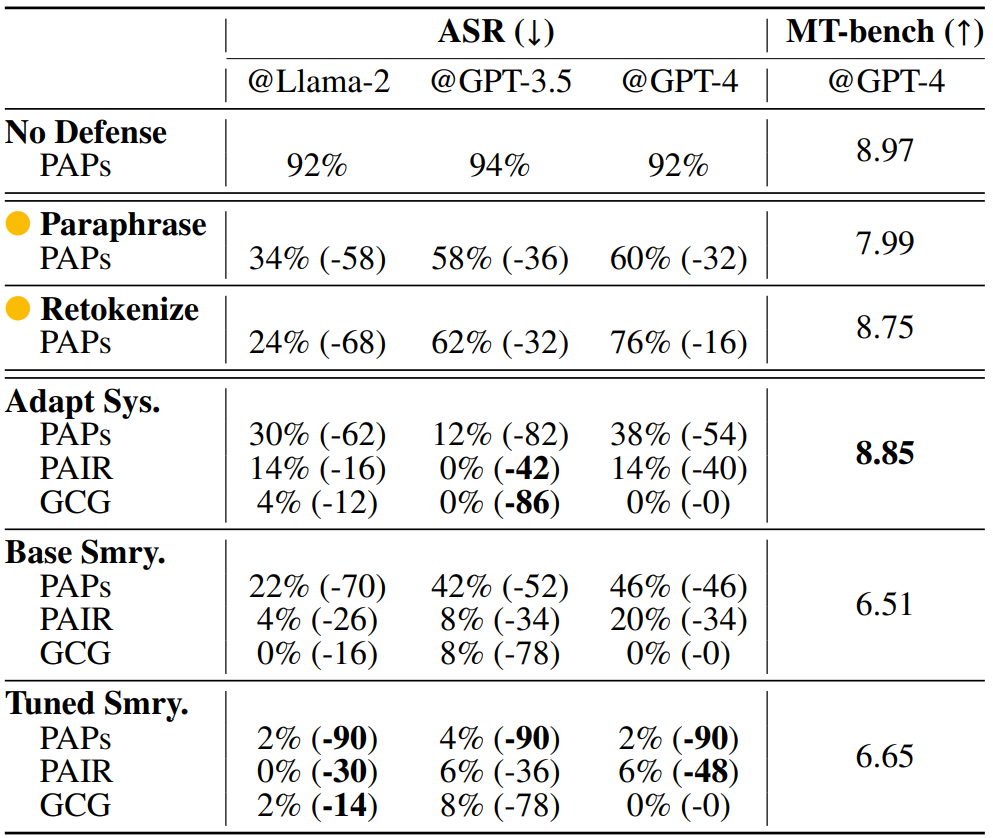 ASR (↓) MT-bench (↑)
@Llama-2 @GPT-3.5 @GPT-4 @GPT-4
No Defense
PAPs 92% 94% 92% 8.97
Paraphrase
PAPs 34% (-58) 58% (-36) 60% (-32) 7.99
Retokenize
PAPs 24% (-68) 62% (-32) 76% (-16) 8.75
Adapt Sys.
PAPs 30% (-62) 12% (-82) 38% (-54)
PAIR 14% (-16) 0% (-42) 14% (-40) 8.85
GCG 4% (-12) 0% (-86) 0% (-0)
Base Smry.
PAPs 22% (-70) 42% (-52) 46% (-46)
PAIR 4% (-26) 8% (-34) 20% (-34) 6.51
GCG 0% (-16) 8% (-78) 0% (-0)
Tuned Smry.
PAPs 2% (-90) 4% (-90) 2% (-90)
PAIR 0% (-30) 6% (-36) 6% (-48) 6.65
GCG 2% (-14) 8% (-78) 0% (-0)